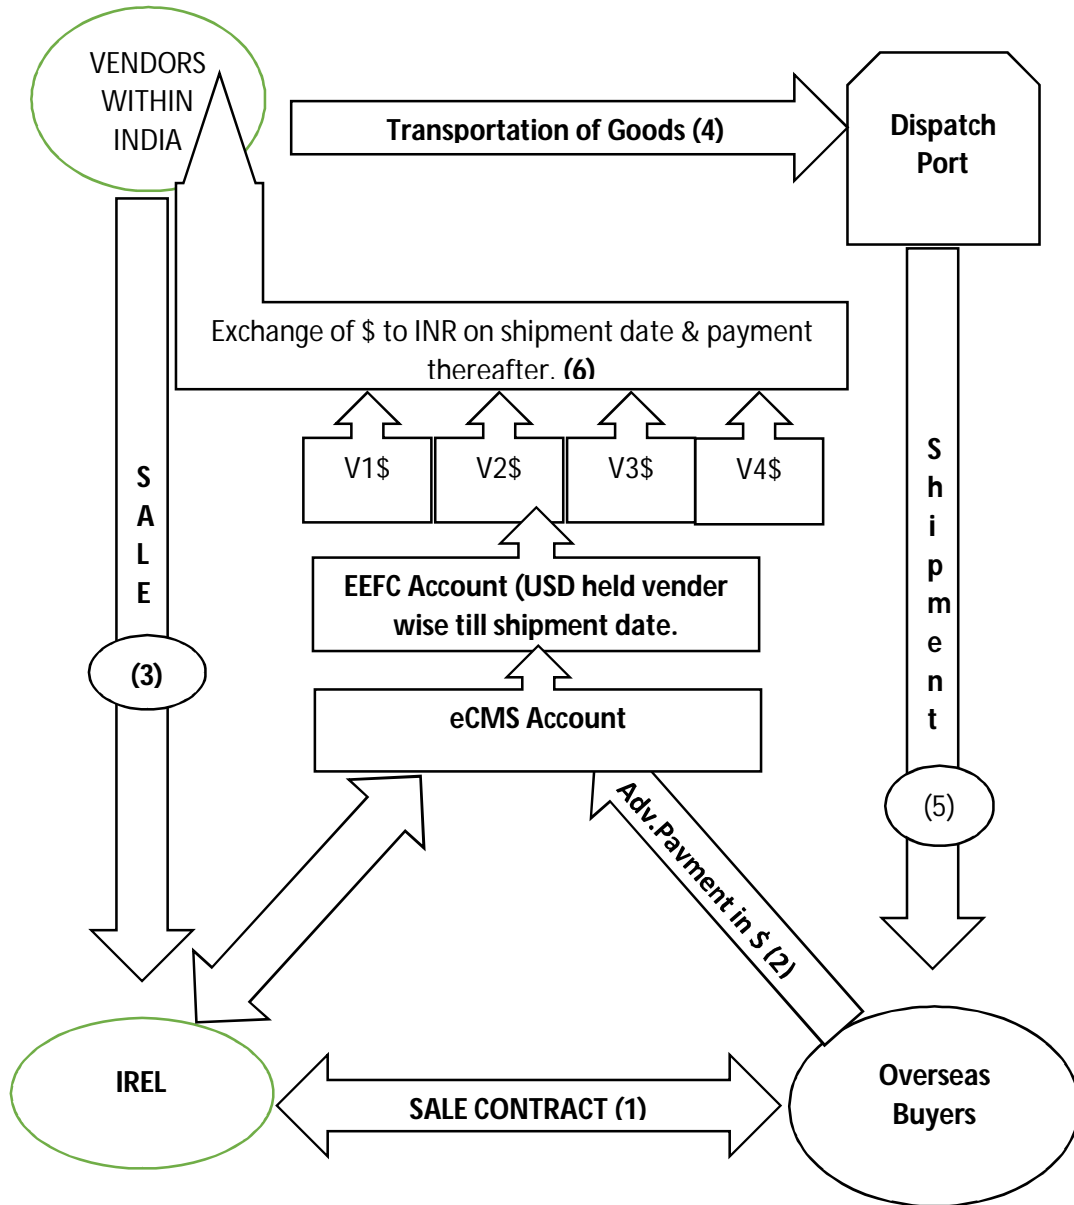 VENDORS
WITHIN
INDIA
Transportation of Goods (4)
Dispatch
Port
Exchange of $ to INR on shipment date & payment
thereafter. (6)
V1$
V2$
V3$
V4$
S
A
L
E
(3)
EEFC Account (USD held vender
wise till shipment date.
eCMS Account
S
h
i
p
m
e
n
t
(5)
Adv.Payment in $ (2)
IREL
SALE CONTRACT (1)
Overseas
Buyers